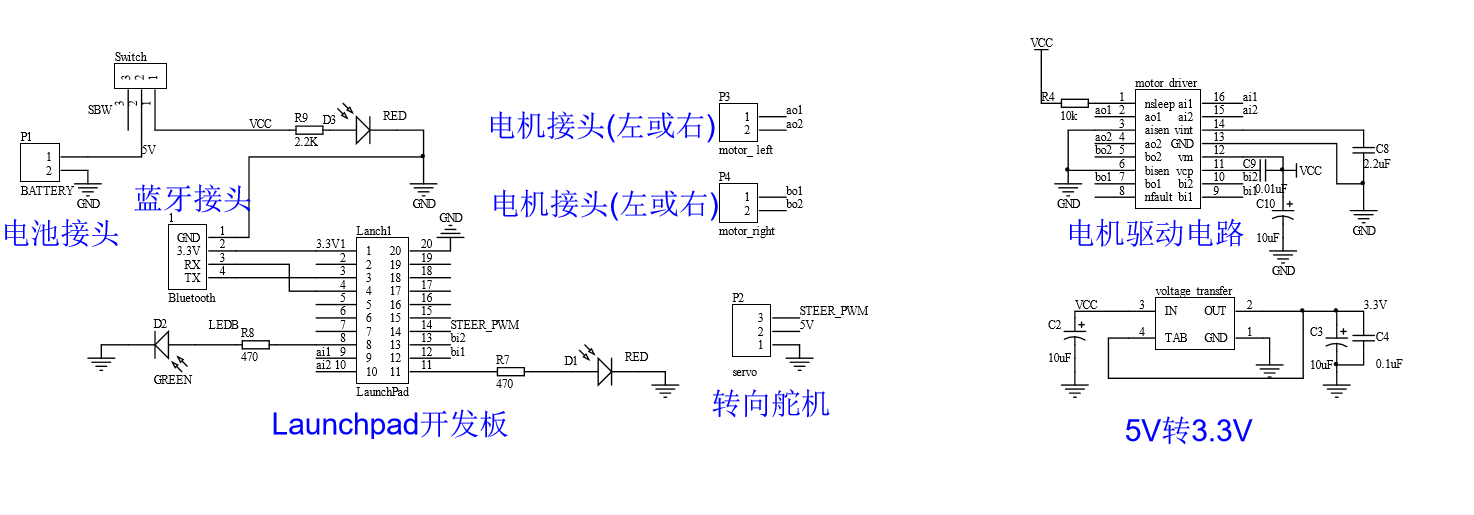 Switch
3 2 1
SBW
3 2 1
P1
1
2
BATTERY
5V
GND
电池接头
VCC
R9
2.2K
D3
RED
GND
蓝牙接头
1
GND 1
3.3V 2
RX 3
TX 4
Bluetooth
GND
Lanch1
3.3V1 1 20 20
2 2 19 19
3 3 18 18
4 4 17 17
5 5 16 16
6 6 15 15
7 7 14 14 STEER_PWM
8 8 13 13 bi2
ai1 9 9 12 12 bi1
ai2 10 10 11 11
LaunchPad
D2
GREEN
LEDB
R8
470
R7
470
D1
RED
Launchpad开发板
电机接头(左或右)
P3
1 ao1
2 ao2
motor_ left
电机接头(左或右)
P4
1 bo1
2 bo2
motor_right
P2
3 STEER_PWM
2 5V
1
servo
转向舵机
VCC
R4
10k
motor driver
1 nsleep ai1 16 ai1
ao1 2 ao1 ai2 15 ai2
3 aisen vint 14
ao2 4 ao2 GND 13
bo2 5 bo2 vm 12
6 bisen vcp 11
bo1 7 bo1 bi2 10 bi2
8 nfault bi1 9 bi1
GND
C9
0.01uF
VCC
C10
+
10uF
GND
C8
2.2uF
GND
电机驱动电路
voltage transfer
VCC 3 IN OUT 2 3.3V
4 TAB GND 1
C2
+
10uF
C3
+
10uF
C4
0.1uF
5V转3.3V